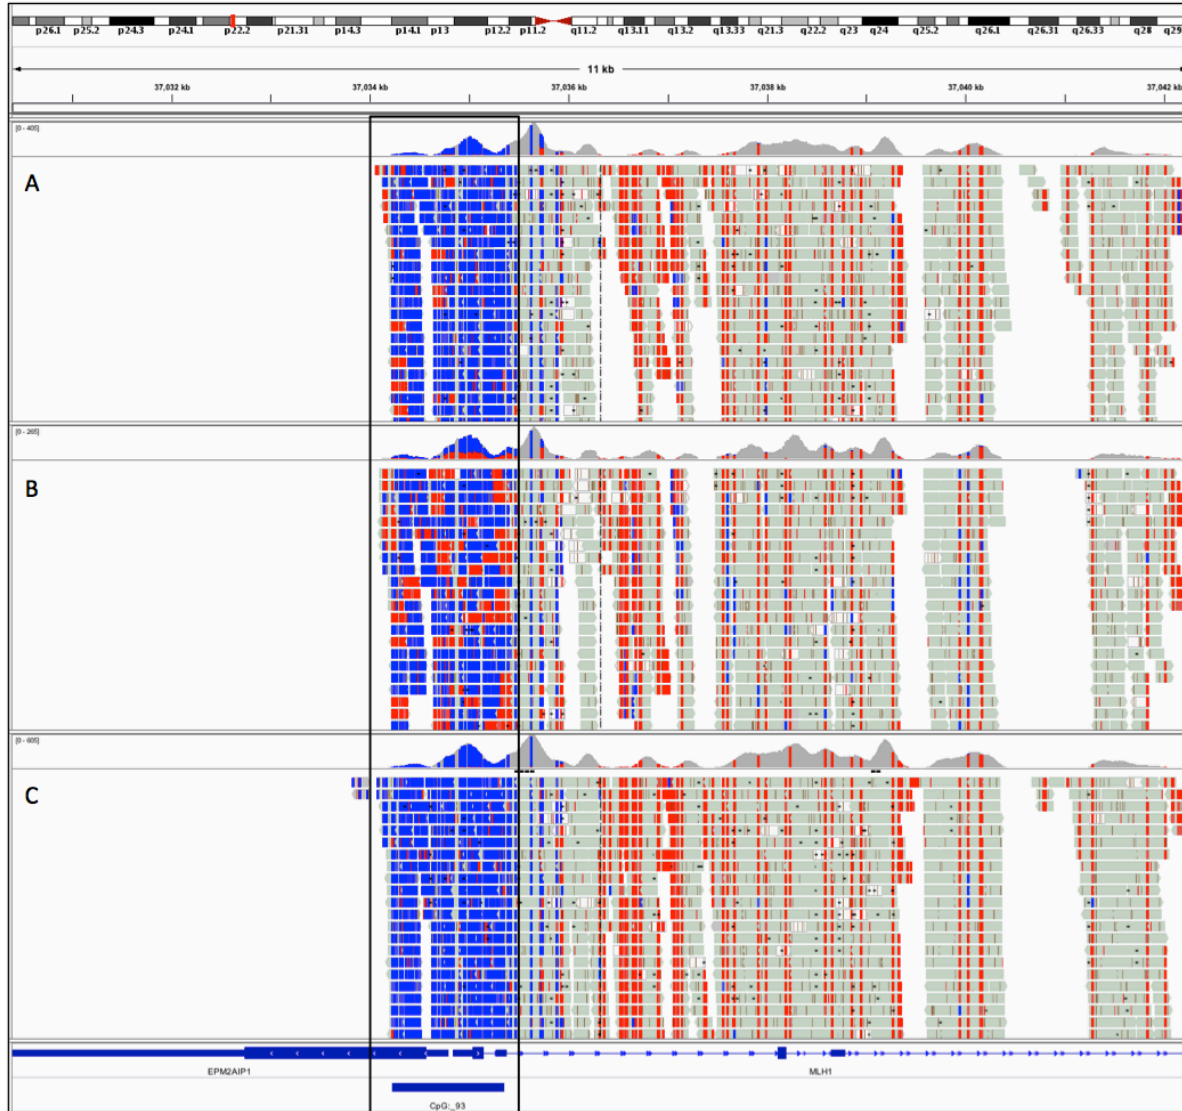 p26.1 p25.2 p24.3 p24.1 p22.2 p21.31 p14.3 p14.1 p13 p12.2 p11.2 q11.2 q13.11 q13.2 q13.33 q21.3 q22.2 q23 q24 q25.2 q26.1 q26.31 q26.33 q28 q29
11 kb
37,032 kb 37,034 kb 37,036 kb 37,038 kb 37,040 kb 37,042 kb
[0 - 405]
A
[0 - 265]
B
[0 - 605]
C
EPM2AIP1 MLH1
CpG:_93